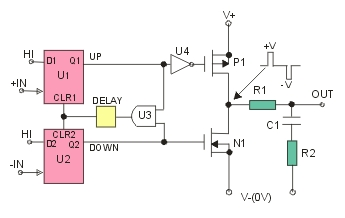 V+
HI
D1 Q1
UP
U4
+V
U1
P1
+IN
-V
CLR1
DELAY
R1
OUT
U3
HI
CLR2
C1
D2 Q2
DOWN
N1
R2
-IN
U2
V-(0V)